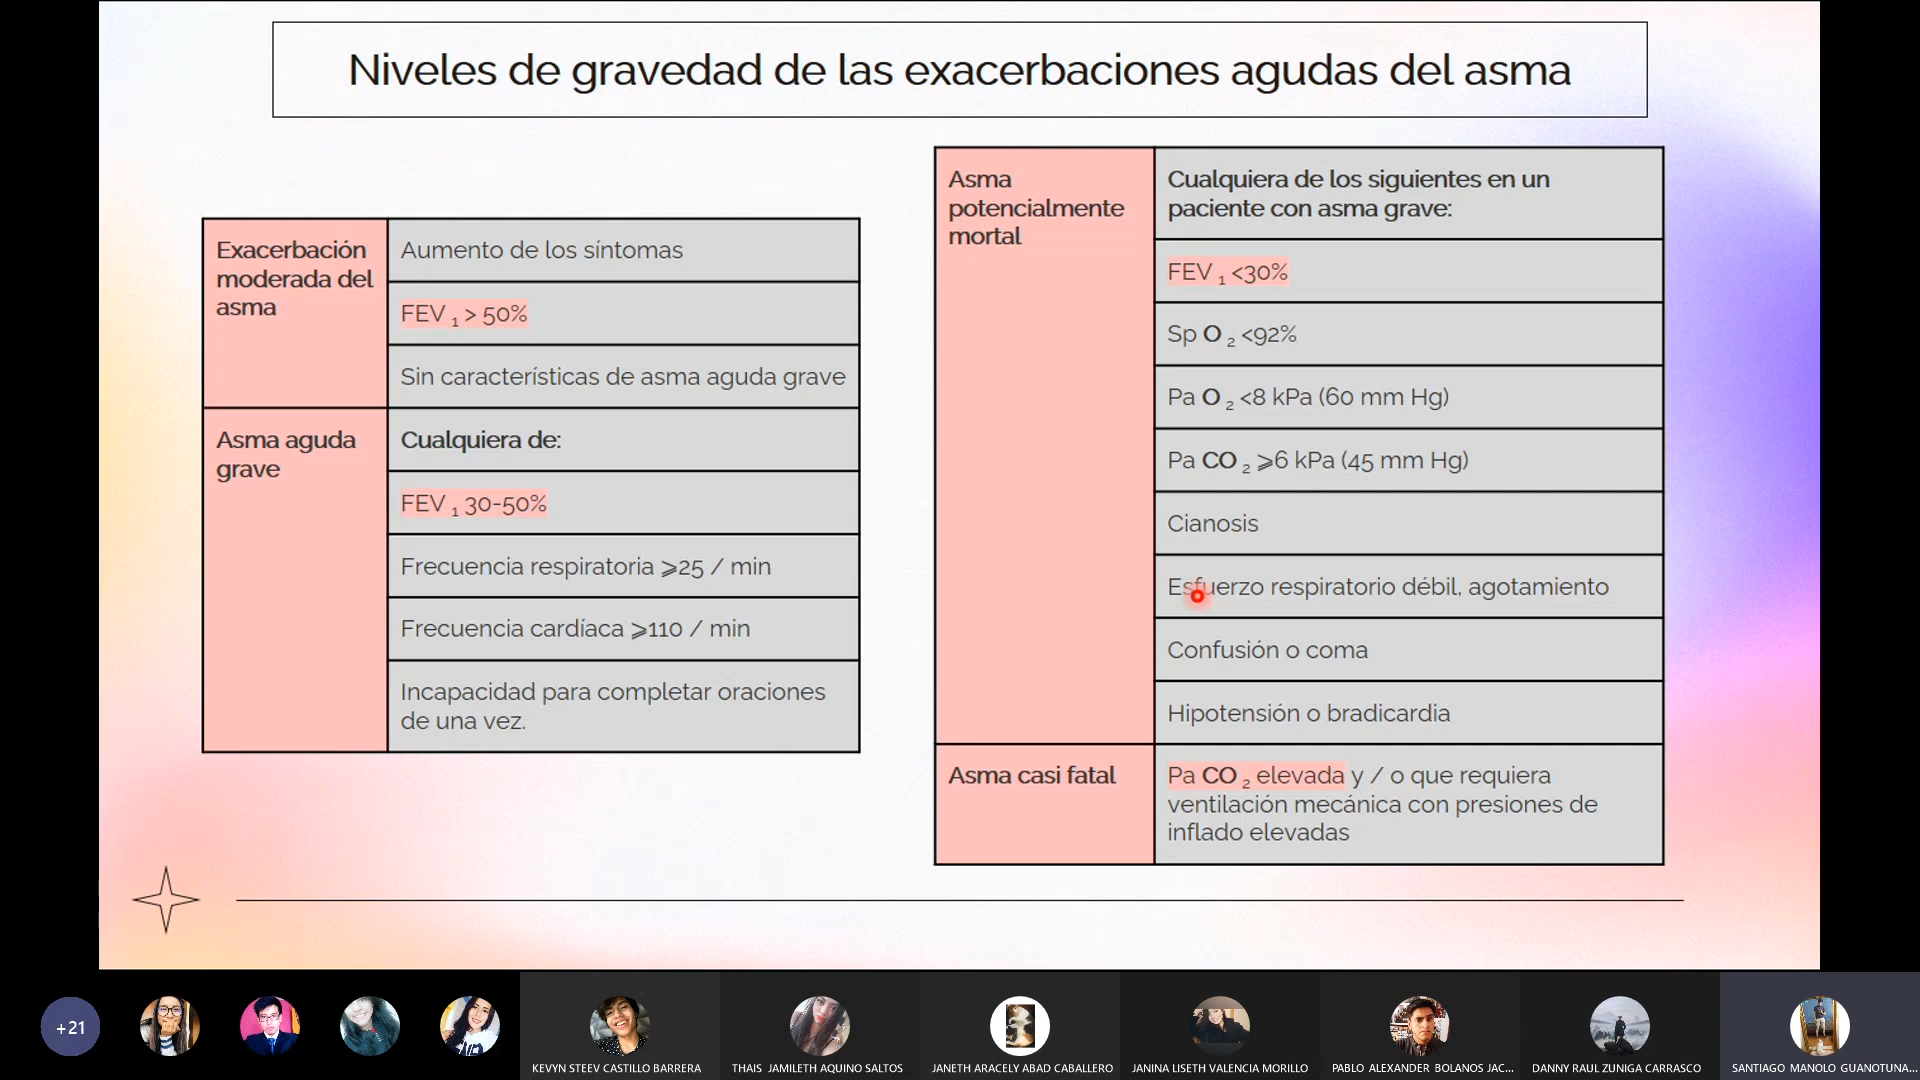 Niveles de gravedad de las exacerbaciones agudas del asma
Exacerbación
moderada del
asma
Aumento de los síntomas
FEV ₁ > 50%
Sin características de asma aguda grave
Asma aguda
grave
Cualquiera de:
FEV ₁ 30-50%
Frecuencia respiratoria ⩾25 / min
Frecuencia cardíaca ⩾110 / min
Incapacidad para completar oraciones
de una vez.
Asma
potencialmente
mortal
Cualquiera de los siguientes en un
paciente con asma grave:
FEV ₁ <30%
Sp O ₂ <92%
Pa O ₂ <8 kPa (60 mm Hg)
Pa CO ₂ ⩾6 kPa (45 mm Hg)
Cianosis
Esfuerzo respiratorio débil, agotamiento
Confusión o coma
Hipotensión o bradicardia
Asma casi fatal
Pa CO ₂ elevada y / o que requiera
ventilación mecánica con presiones de
inflado elevadas
+21
KEVYN STEEV CASTILLO BARRERA
THAIS JAMILETH AQUINO SALTOS
JANETH ARACELY ABAD CABALLERO
JANINA LISETH VALENCIA MORILLO
PABLO ALEXANDER BOLANOS JAC...
DANNY RAUL ZUNIGA CARRASCO
SANTIAGO MANOLO GUANOTUNA...